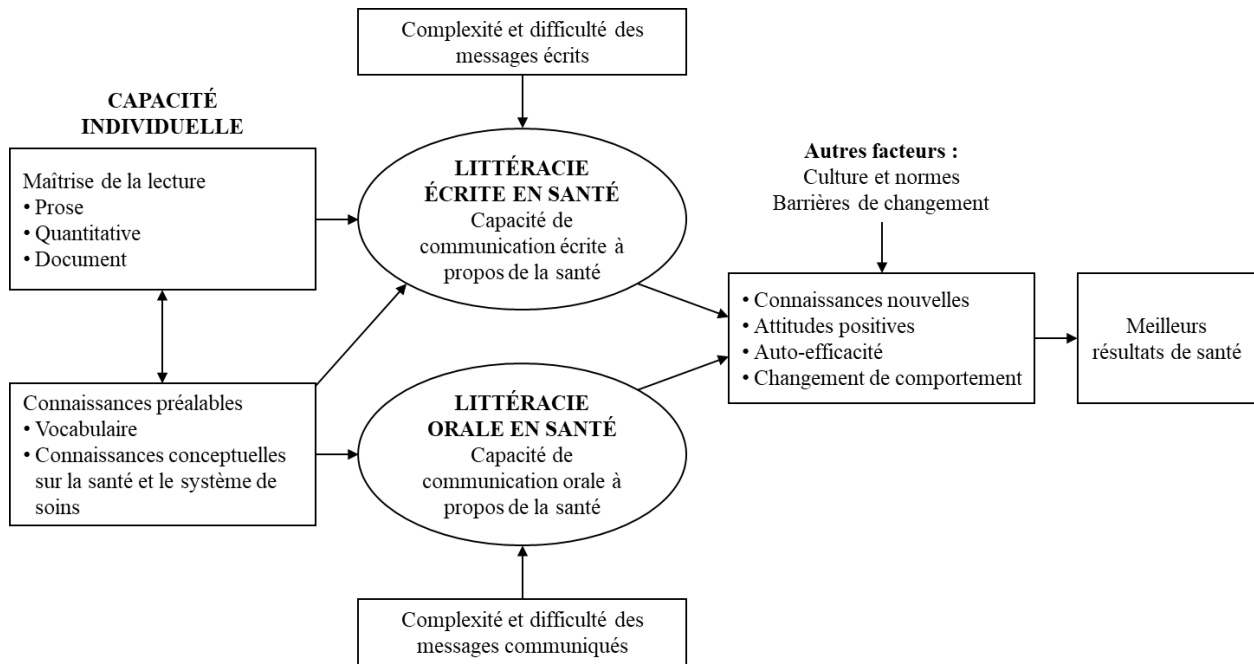 Complexité et difficulté des
messages écrits
CAPACITÉ
INDIVIDUELLE
Maîtrise de la lecture
• Prose
• Quantitative
• Document
LITTÉRACIE
ÉCRITE EN SANTÉ
Capacité de
communication écrite à
propos de la santé
Autres facteurs :
Culture et normes
Barrières de changement
• Connaissances nouvelles
• Attitudes positives
• Auto-efficacité
• Changement de comportement
Meilleurs
résultats de santé
Connaissances préalables
• Vocabulaire
• Connaissances conceptuelles
sur la santé et le système de
soins
LITTÉRACIE
ORALE EN SANTÉ
Capacité de
communication orale à
propos de la santé
Complexité et difficulté des
messages communiqués